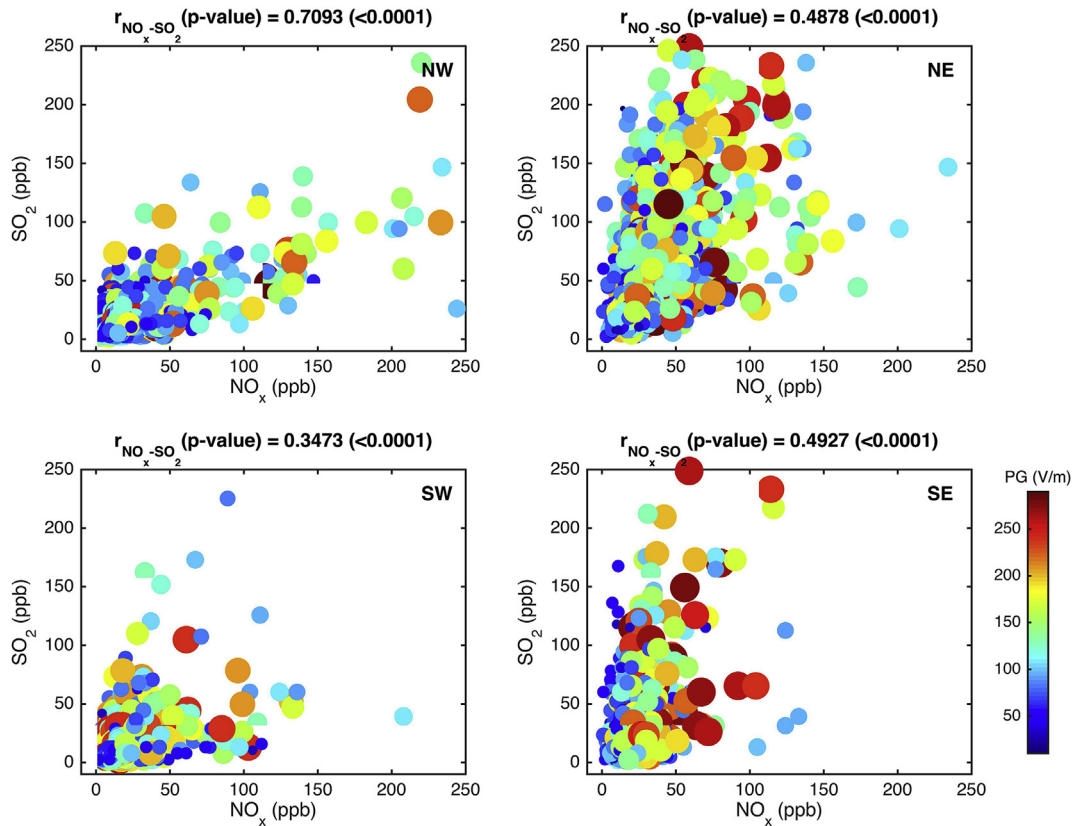 r NOx-SO2 (p-value) = 0.7093 (<0.0001)
NW
250
200
150
100
50
0
SO2 (ppb)
0 50 100 150 200 250
NOx (ppb)
r NOx-SO2 (p-value) = 0.4878 (<0.0001)
NE
250
200
150
100
50
0
SO2 (ppb)
0 50 100 150 200 250
NOx (ppb)
r NOx-SO2 (p-value) = 0.3473 (<0.0001)
SW
250
200
150
100
50
0
SO2 (ppb)
0 50 100 150 200 250
NOx (ppb)
r NOx-SO2 (p-value) = 0.4927 (<0.0001)
SE
250
200
150
100
50
0
SO2 (ppb)
0 50 100 150 200 250
NOx (ppb)
PG (V/m)
250
200
150
100
50